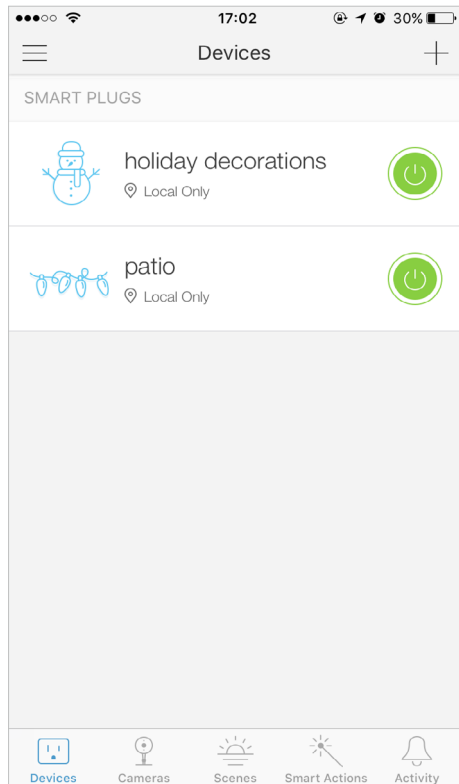 17:02
30%
Devices
SMART PLUGS
holiday decorations
Local Only
patio
Local Only
Devices Cameras Scenes Smart Actions Activity